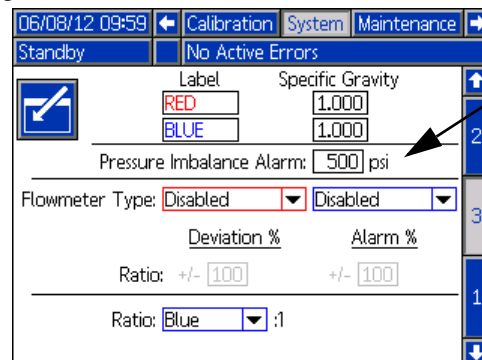 06/08/12 09:59 Calibration System Maintenance
Standby No Active Errors
Label Specific Gravity
RED 1.000
BLUE 1.000
2
Pressure Imbalance Alarm: 500 psi
Flowmeter Type: Disabled Disabled
3
Deviation % Alarm %
Ratio: +/- 100 +/- 100
1
Ratio: Blue :1